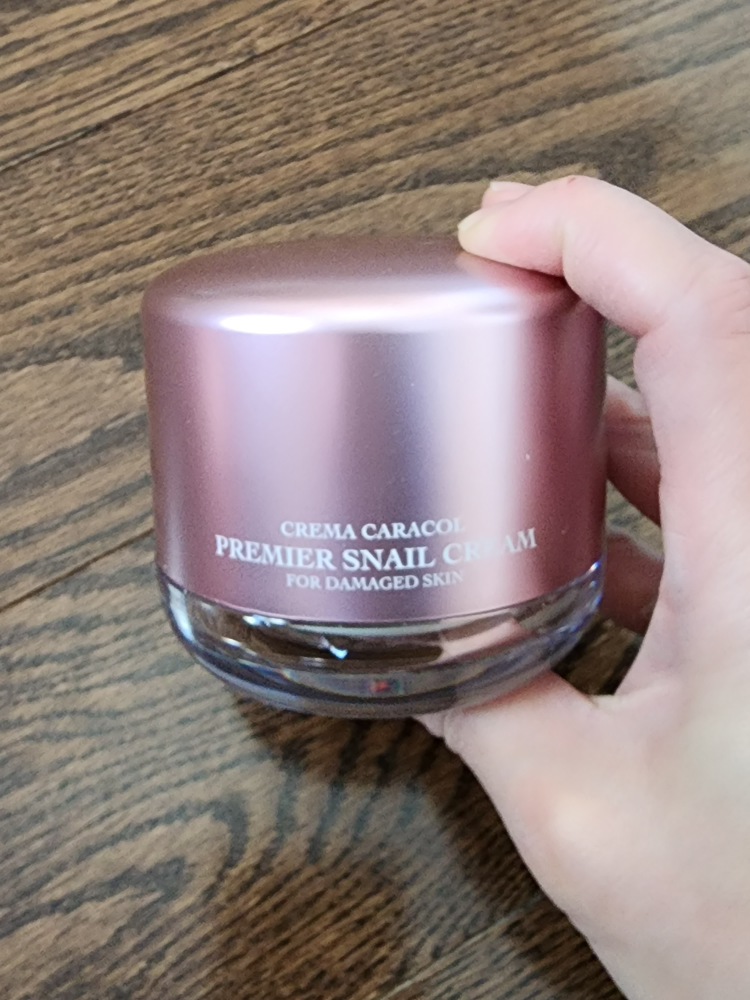 CREMA CARACOL
PREMIER SNAIL CREAM
FOR DAMAGED SKIN